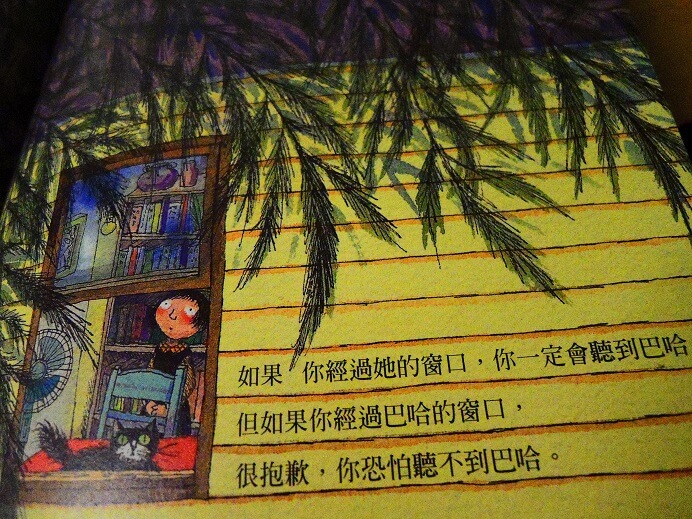 如果 你經過她的窗口，你一定會聽到巴哈
但如果你經過巴哈的窗口，
很抱歉，你恐怕聽不到巴哈。